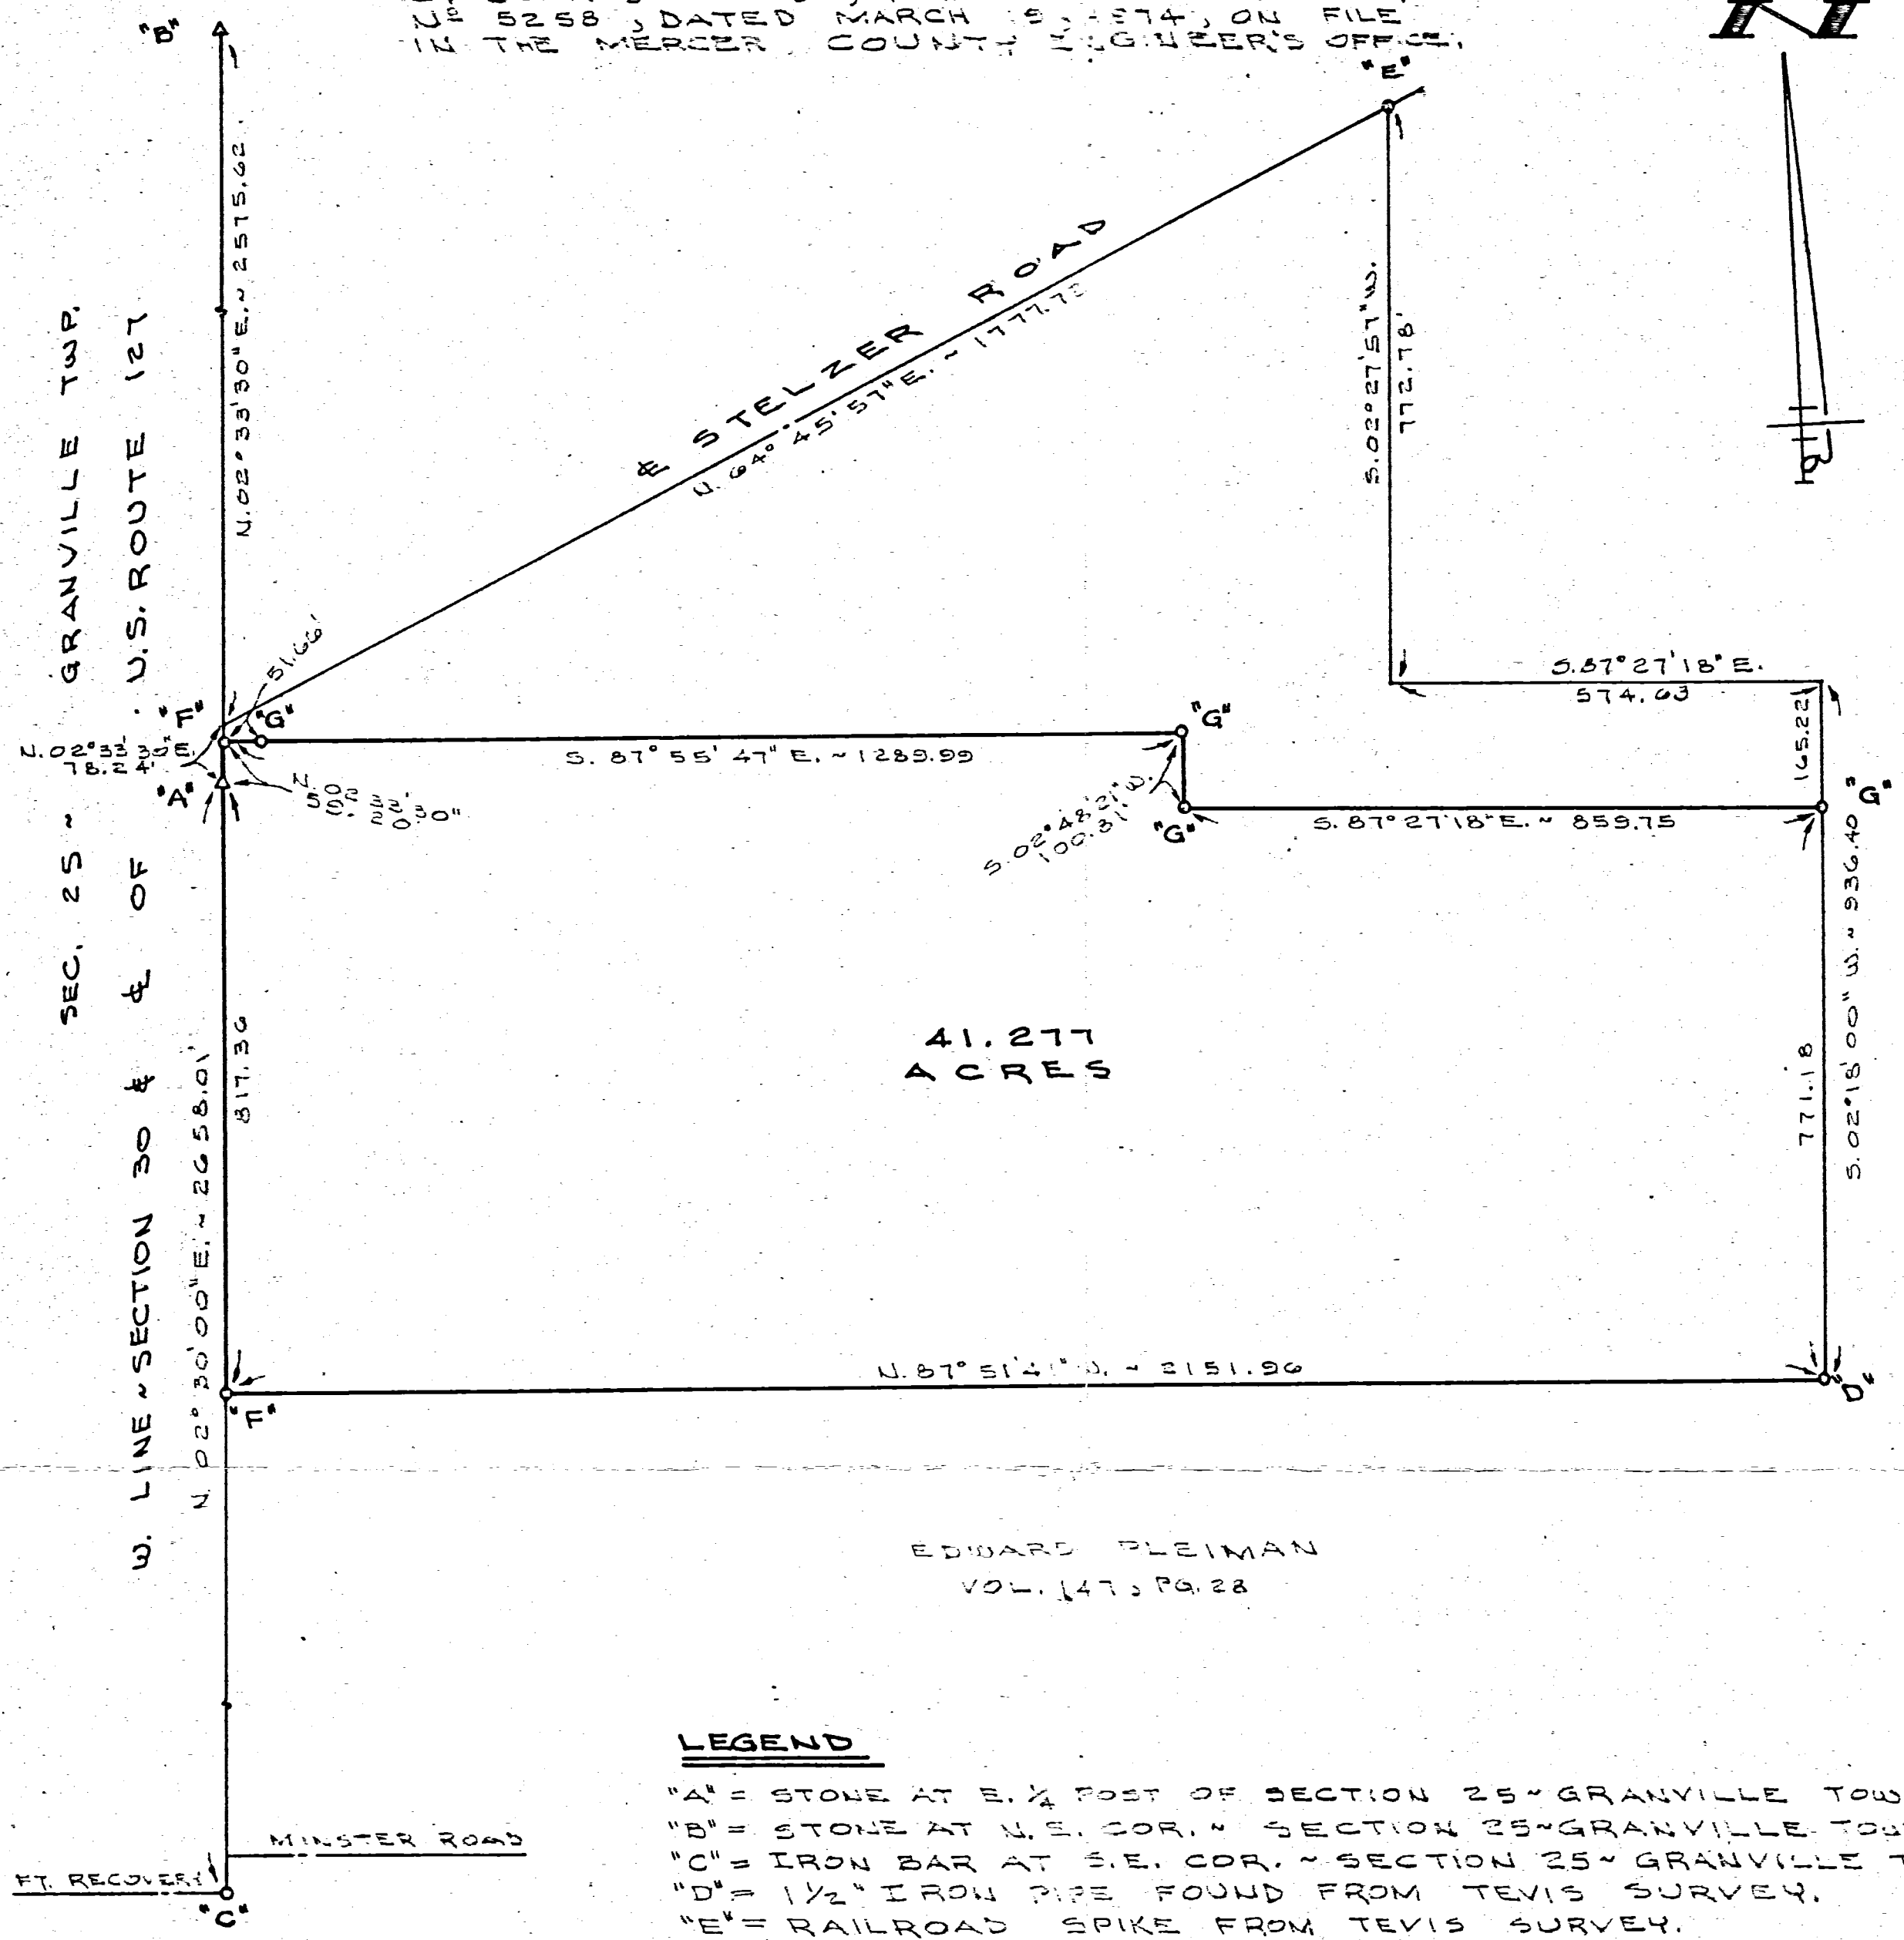 Nº 5258, DATED MARCH 1974, ON FILE
IN THE MERCER COUNTY ENGINEER'S OFFICE.
N
"B"
"E"
N.02°33'30"E.~2575.62
¢ STELZER ROAD
N.64°45'57"E.~1777.72
S.02°27'57"W.
772.78'
SEC. 25 ~ GRANVILLE TWP.
W. LINE ~ SECTION 30 & ¢ OF U.S. ROUTE 127
51.66'
"F"
"G"
"G"
S.87°27'18"E.
574.63
165.22'
N.02°33'30"E.
78.24'
S. 87° 55' 47" E. ~ 1289.99
"A"
N.02°33'30"
S.02°48'21"W.
100.31'
"G"
S.87°27'18"E. ~ 859.75
"G"
S.02°18'00"W. ~ 936.40
771.18
817.36
N.02°30'00"E. ~ 2658.01'
41.277
ACRES
N.87°51'41"W. ~ 2151.96
"F"
"D"
EDWARD PLEIMAN
VOL. 147, PG. 28
LEGEND
"A" = STONE AT E. ¼ POST OF SECTION 25~GRANVILLE TOW
"B" = STONE AT N.E. COR. ~ SECTION 25~GRANVILLE TOW
"C" = IRON BAR AT S.E. COR. ~ SECTION 25~ GRANVILLE T
"D" = 1½" IRON PIPE FOUND FROM TEVIS SURVEY.
"E" = RAILROAD SPIKE FROM TEVIS SURVEY.
MINSTER ROAD
FT. RECOVERY
"C"